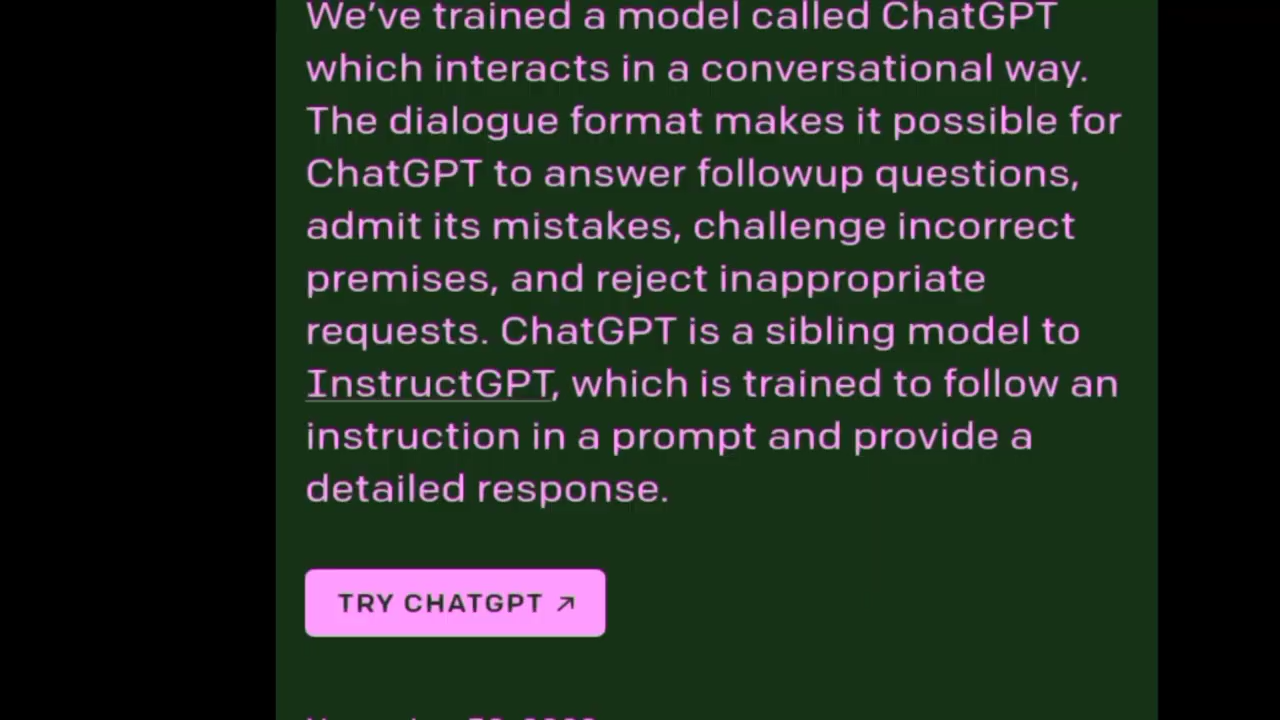 We’ve trained a model called ChatGPT
which interacts in a conversational way.
The dialogue format makes it possible for
ChatGPT to answer followup questions,
admit its mistakes, challenge incorrect
premises, and reject inappropriate
requests. ChatGPT is a sibling model to
InstructGPT, which is trained to follow an
instruction in a prompt and provide a
detailed response.
TRY CHATGPT ↗